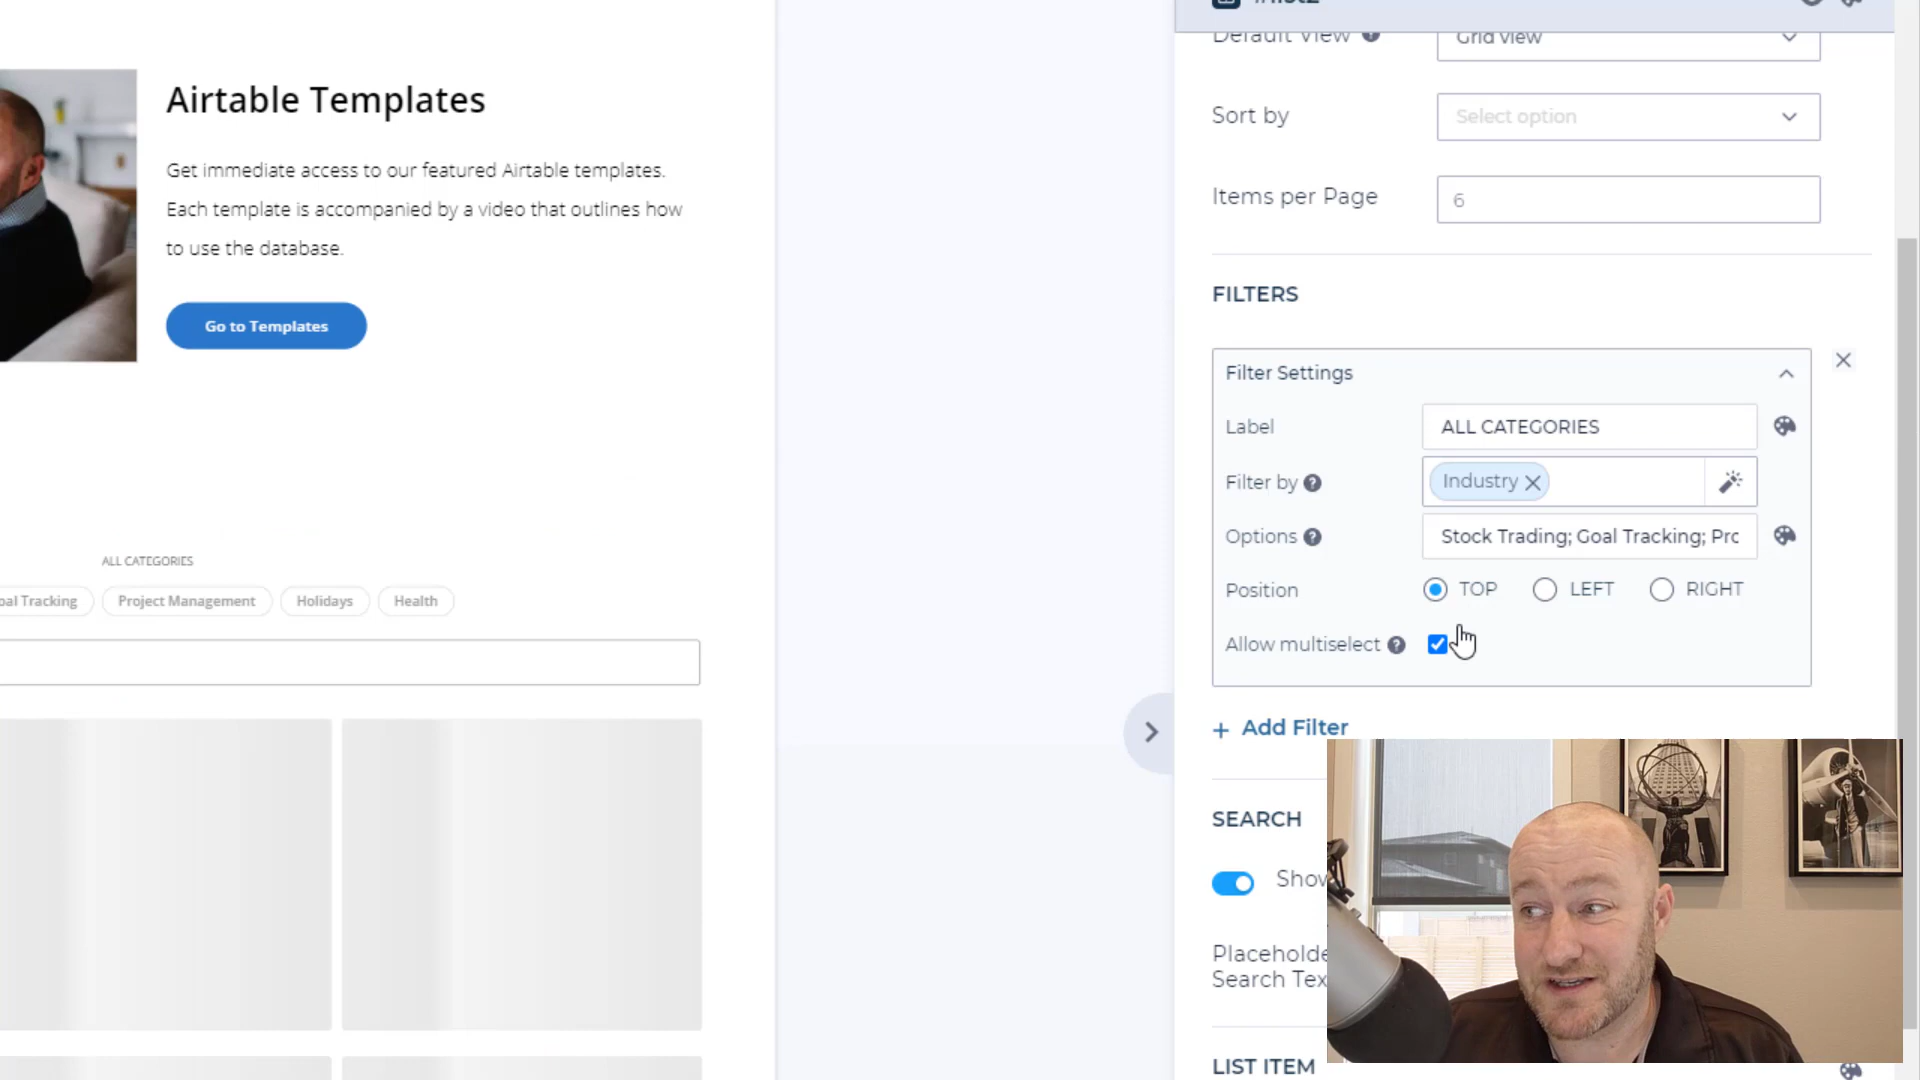 Airtable Templates
Get immediate access to our featured Airtable templates.
Each template is accompanied by a video that outlines how
to use the database.
Go to Templates
ALL CATEGORIES
oal Tracking
Project Management
Holidays
Health
Default View
Grid view
Sort by
Select option
Items per Page
6
FILTERS
Filter Settings
Label
ALL CATEGORIES
Filter by
Industry
Options
Stock Trading; Goal Tracking; Prc
Position
TOP
LEFT
RIGHT
Allow multiselect
+ Add Filter
SEARCH
Show
Placeholde
Search Tex
LIST ITEM